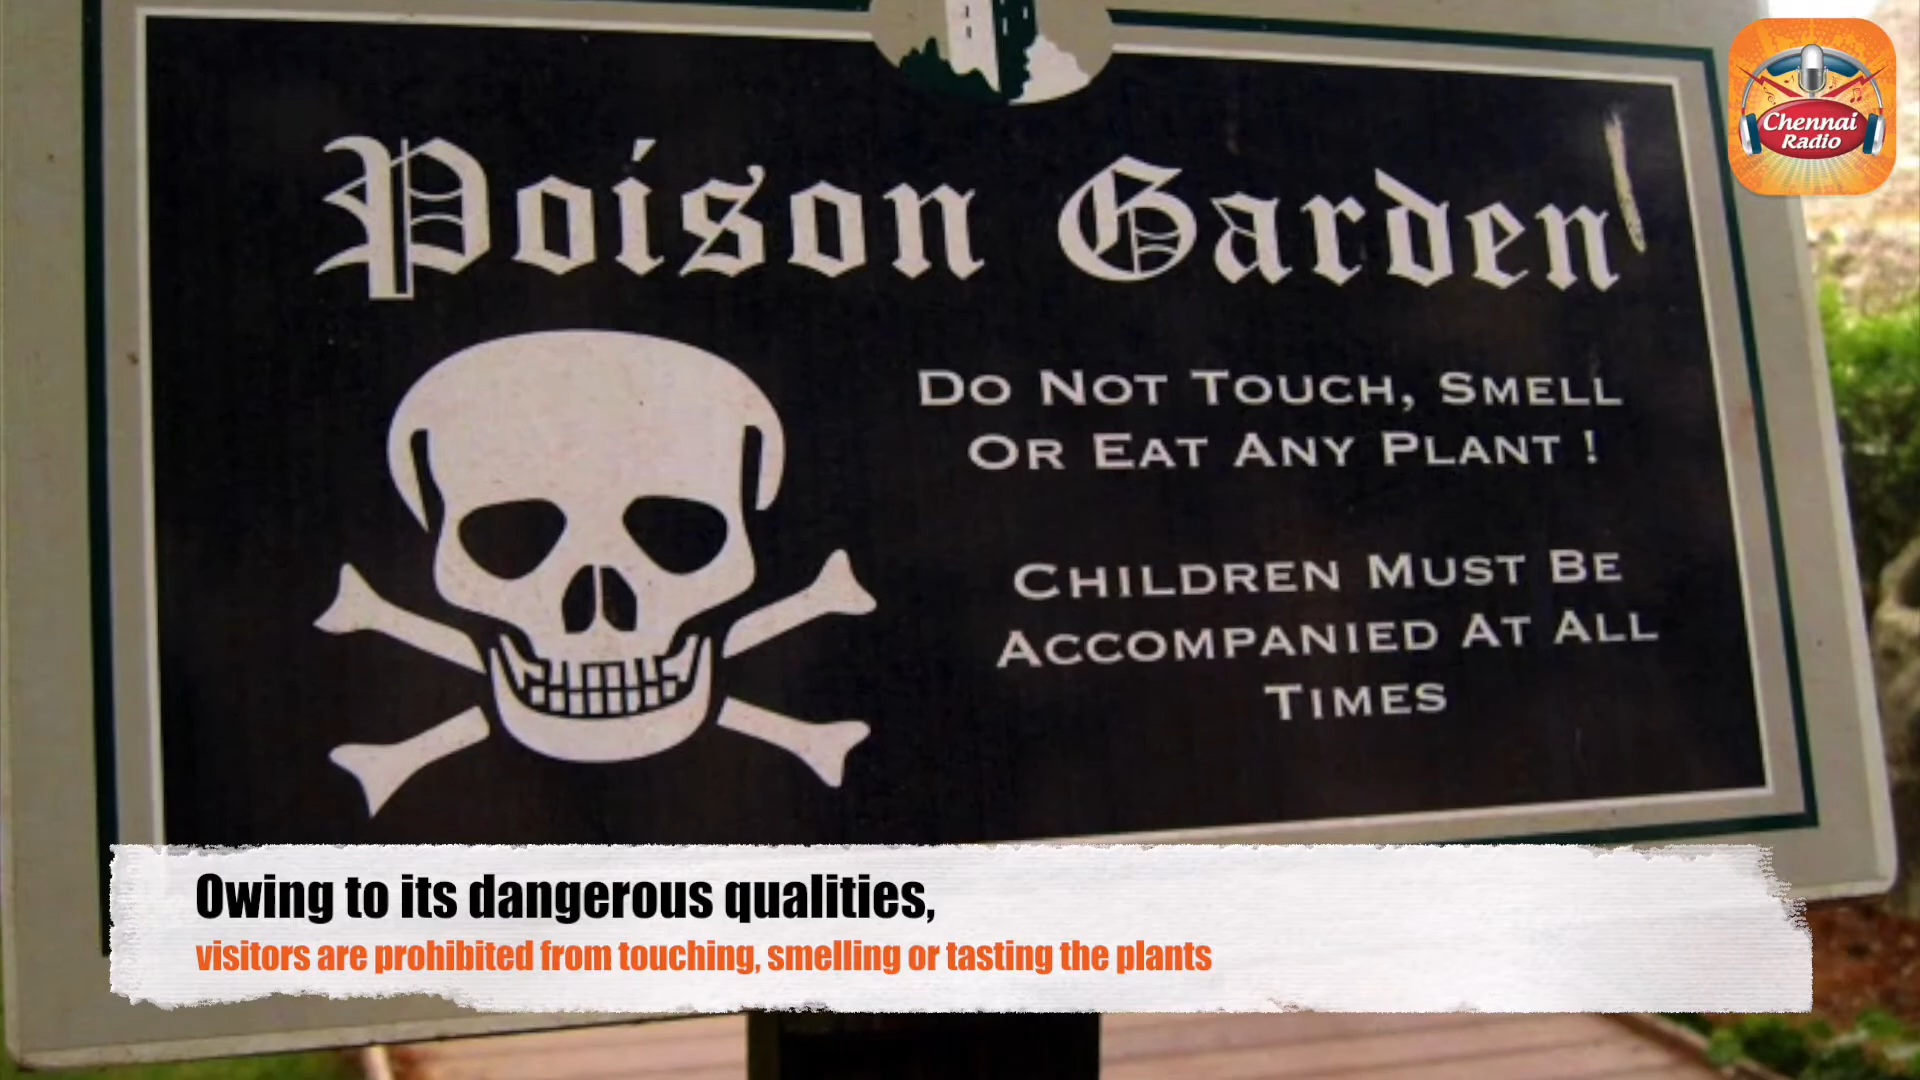 Chennai
Radio
Poison Garden
DO NOT TOUCH, SMELL
OR EAT ANY PLANT !
CHILDREN MUST BE
ACCOMPANIED AT ALL
TIMES
Owing to its dangerous qualities,
visitors are prohibited from touching, smelling or tasting the plants